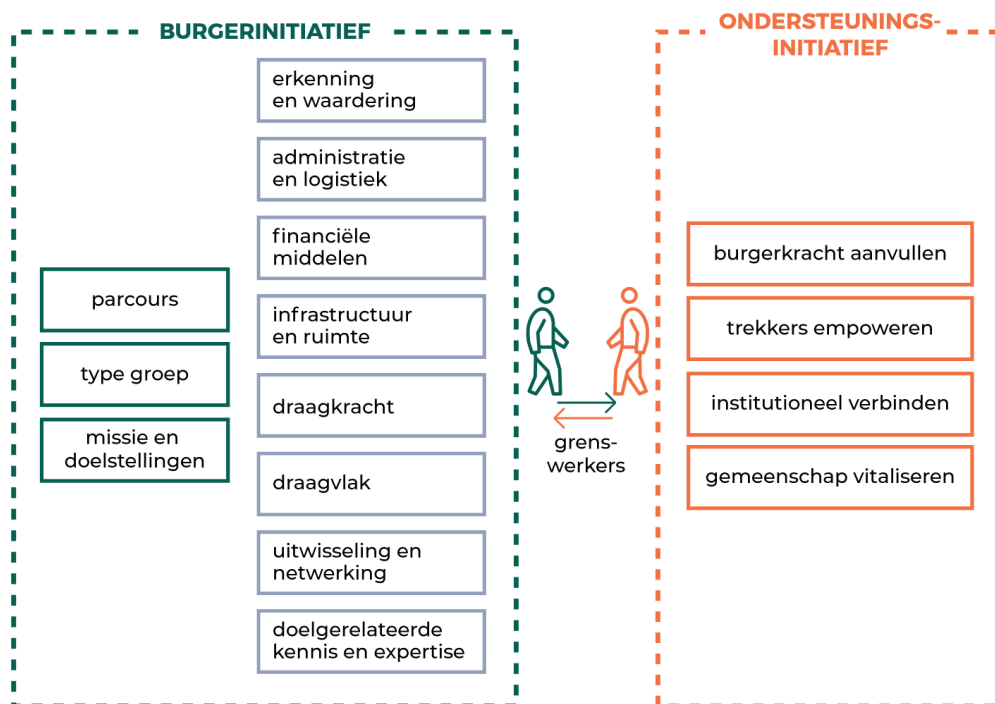 BURGERINITIATIEF
parcours
type groep
missie en
doelstellingen
erkenning
en waardering
administratie
en logistiek
financiële
middelen
infrastructuur
en ruimte
draagkracht
draagvlak
uitwisseling en
netwerking
doelgerelateerde
kennis en expertise
grens-
werkers
ONDERSTEUNINGS-
INITIATIEF
burgerkracht aanvullen
trekkers empoweren
institutioneel verbinden
gemeenschap vitaliseren